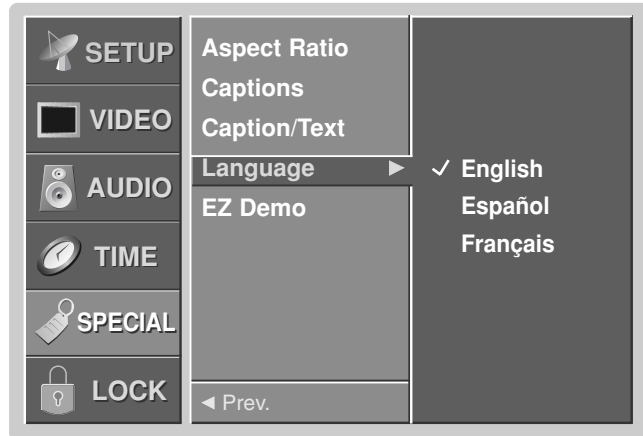 SETUP
VIDEO
AUDIO
TIME
SPECIAL
LOCK
Aspect Ratio
Captions
Caption/Text
Language ►
EZ Demo
◄ Prev.
✓ English
Español
Français